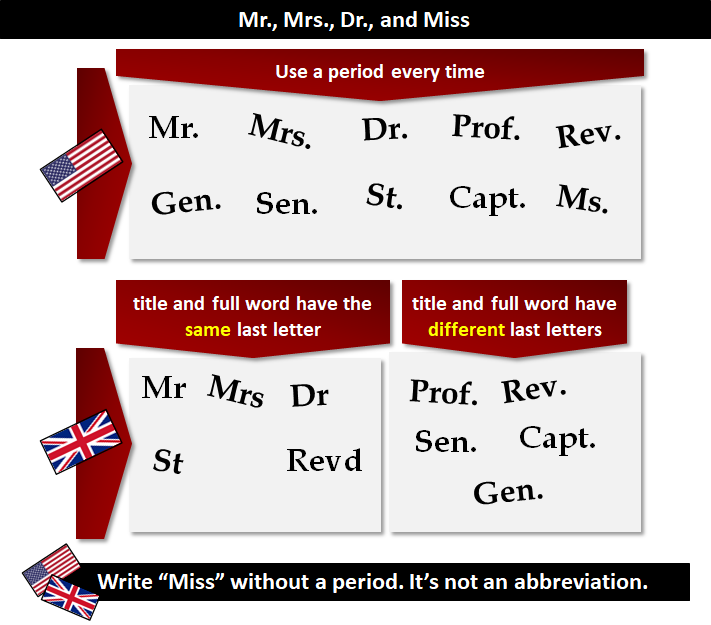 Mr., Mrs., Dr., and Miss
Use a period every time
Mr. Mrs. Dr. Prof. Rev.
Gen. Sen. St. Capt. Ms.
title and full word have the
same last letter
title and full word have
different last letters
Mr Mrs Dr
St Revd
Prof. Rev.
Sen. Capt.
Gen.
Write “Miss” without a period. It’s not an abbreviation.